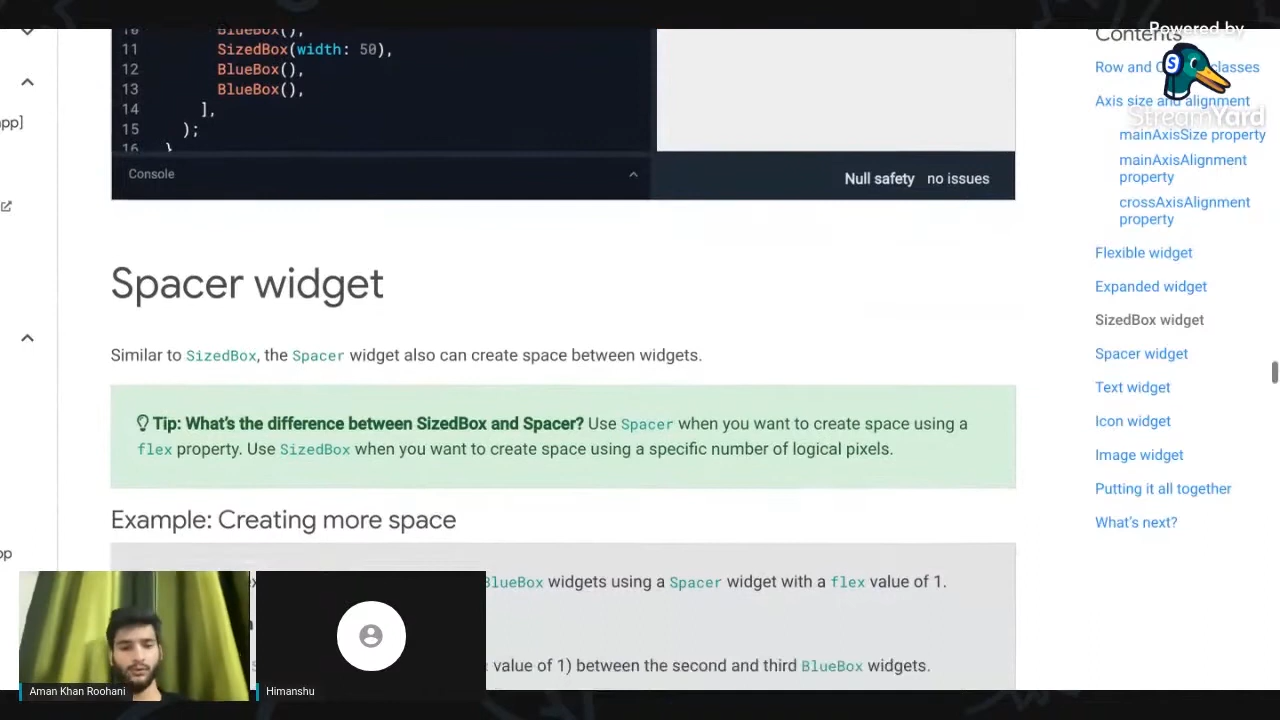 10 BlueBox(),
11 SizedBox(width: 50),
12 BlueBox(),
13 BlueBox(),
14 ],
15 );
16 }
Console
Null safety no issues
Spacer widget
Similar to SizedBox, the Spacer widget also can create space between widgets.
Tip: What's the difference between SizedBox and Spacer? Use Spacer when you want to create space using a
flex property. Use SizedBox when you want to create space using a specific number of logical pixels.
Example: Creating more space
BlueBox widgets using a Spacer widget with a flex value of 1.
value of 1) between the second and third BlueBox widgets.
app]
Contents
Row and classes
Axis size and alignment
mainAxisSize property
mainAxisAlignment
property
crossAxisAlignment
property
Flexible widget
Expanded widget
SizedBox widget
Spacer widget
Text widget
Icon widget
Image widget
Putting it all together
What's next?
Powered by
StreamYard
Aman Khan Roohani
Himanshu